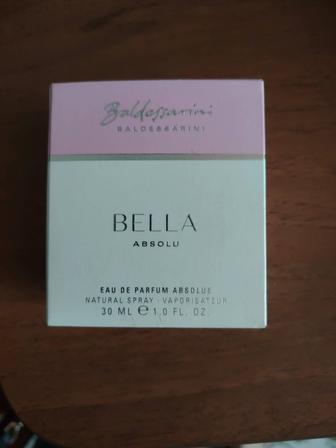 Baldessarini
BALDESSARINI
BELLA
ABSOLU
EAU DE PARFUM ABSOLUE
NATURAL SPRAY · VAPORISATEUR
30 ML ℮ 1.0 FL. OZ.